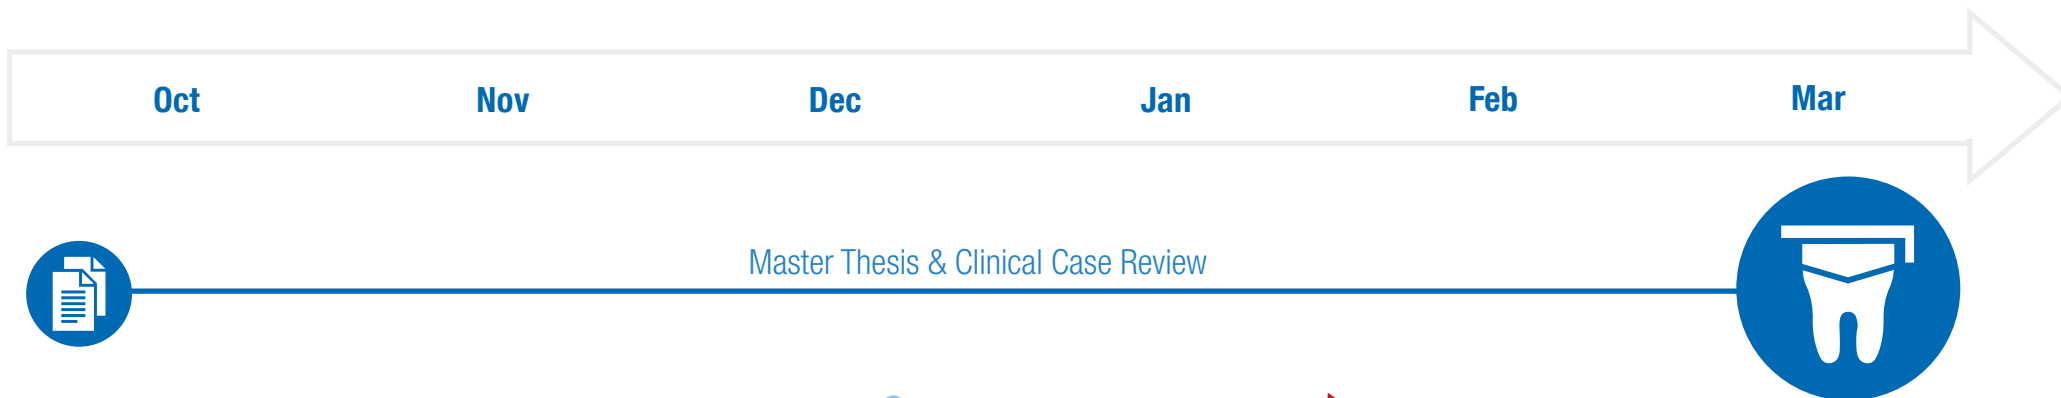 Oct Nov Dec Jan Feb Mar
Master Thesis & Clinical Case Review